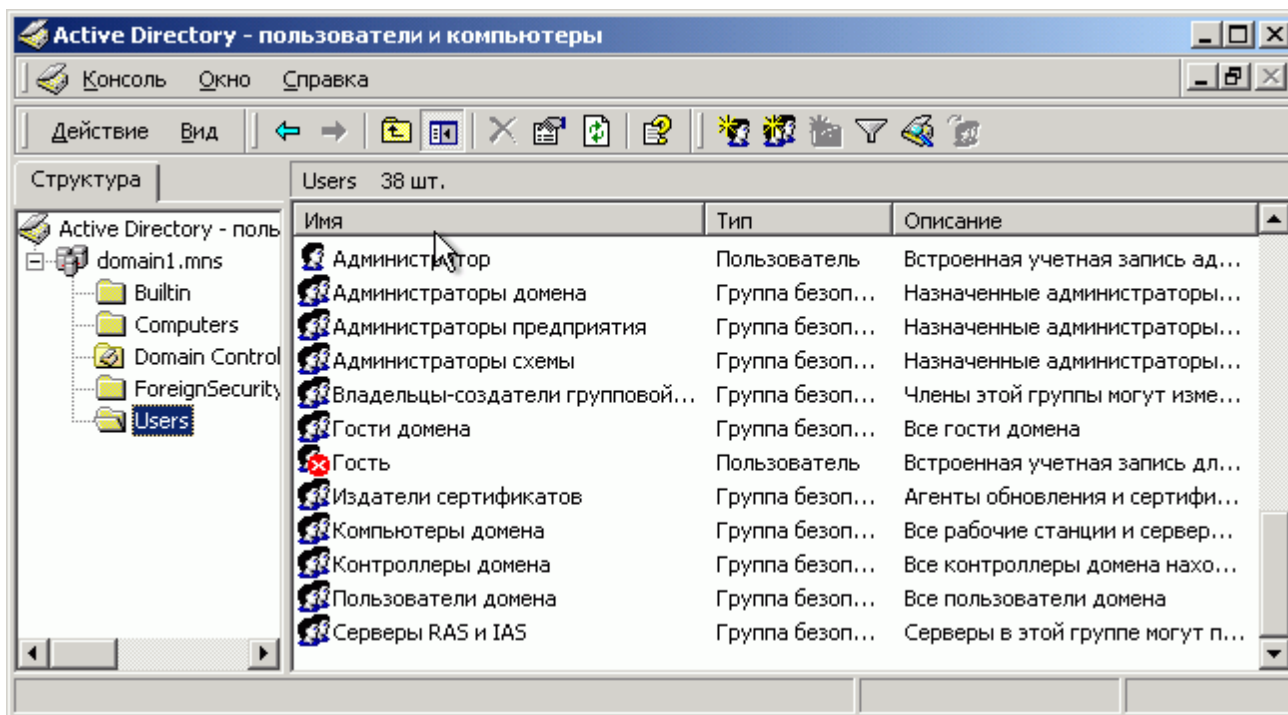 Active Directory - пользователи и компьютеры
Консоль Окно Справка
Действие Вид
Структура
Users 38 шт.
Active Directory - поль
domain1.mns
Builtin
Computers
Domain Control
ForeignSecurity
Users
Имя Тип Описание
Администратор Пользователь Встроенная учетная запись ад...
Администраторы домена Группа безоп... Назначенные администраторы...
Администраторы предприятия Группа безоп... Назначенные администраторы...
Администраторы схемы Группа безоп... Назначенные администраторы...
Владельцы-создатели групповой... Группа безоп... Члены этой группы могут изме...
Гости домена Группа безоп... Все гости домена
Гость Пользователь Встроенная учетная запись дл...
Издатели сертификатов Группа безоп... Агенты обновления и сертифи...
Компьютеры домена Группа безоп... Все рабочие станции и сервер...
Контроллеры домена Группа безоп... Все контроллеры домена нахо...
Пользователи домена Группа безоп... Все пользователи домена
Серверы RAS и IAS Группа безоп... Серверы в этой группе могут п...